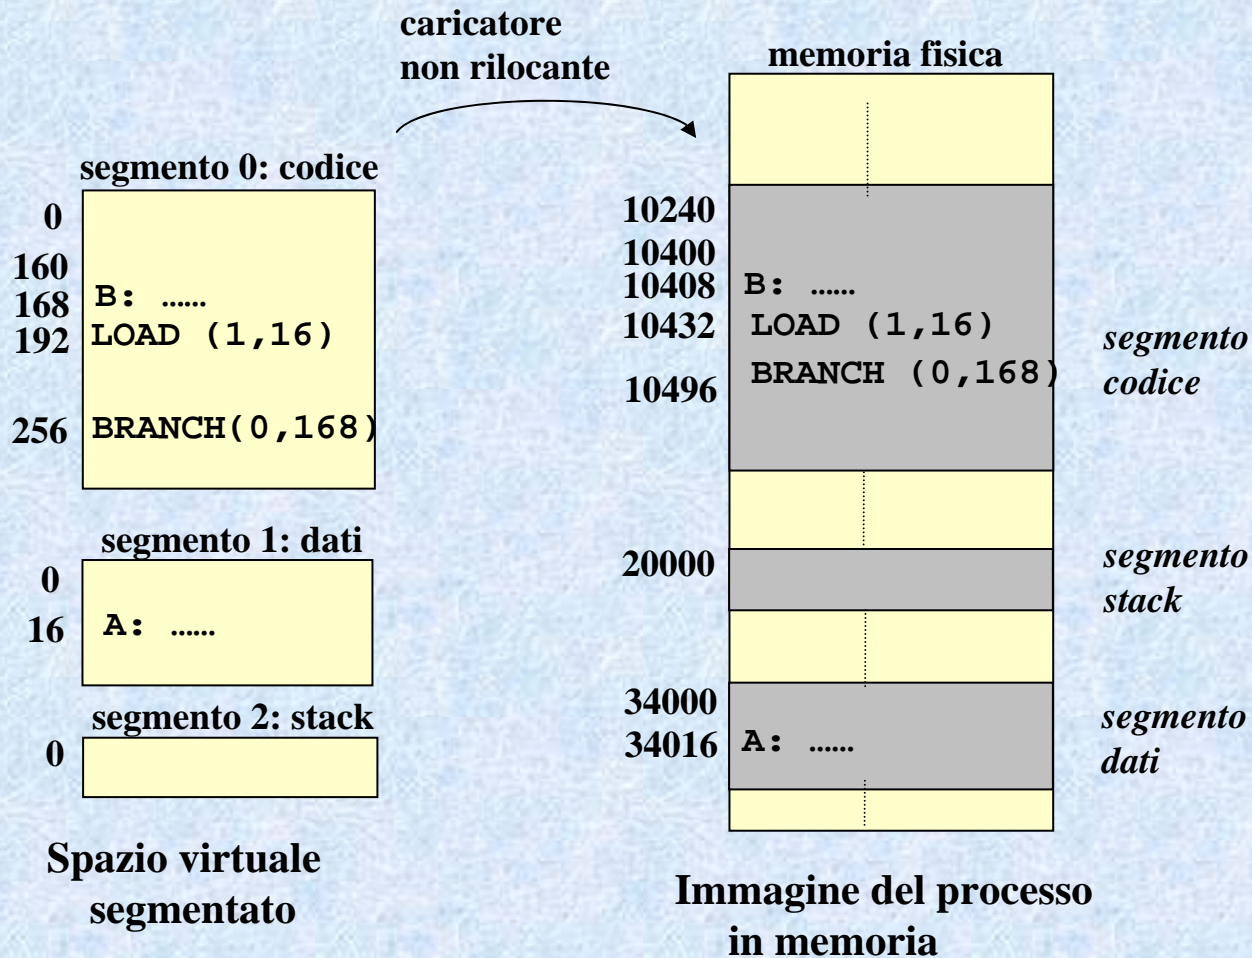 caricatore
non rilocante
segmento 0: codice
0
160
168 B: ......
192 LOAD (1,16)
256 BRANCH(0,168)
segmento 1: dati
0
16 A: ......
segmento 2: stack
0
Spazio virtuale
segmentato
memoria fisica
10240
10400
10408 B: ......
10432 LOAD (1,16)
10496 BRANCH (0,168)
segmento
codice
20000
segmento
stack
34000
34016 A: ......
segmento
dati
Immagine del processo
in memoria